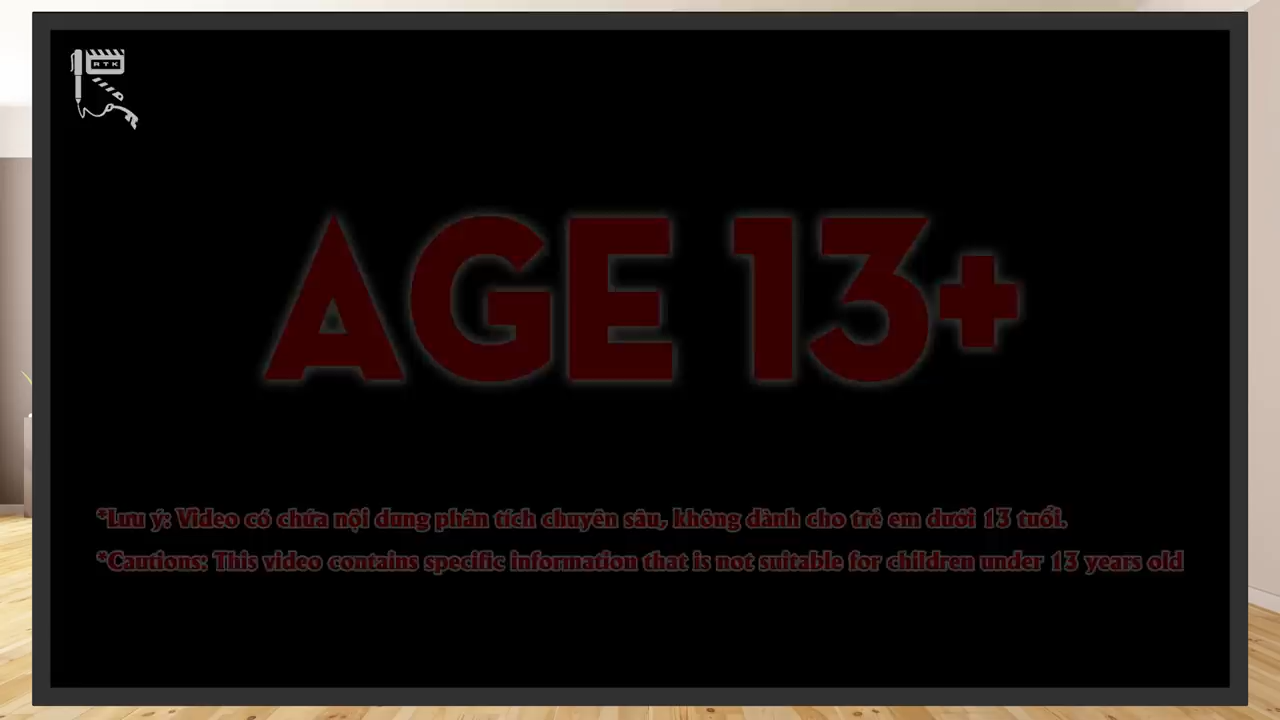 RTK
AGE 13+
*Lưu ý: Video có chứa nội dung phân tích chuyên sâu, không dành cho trẻ em dưới 13 tuổi.
*Cautions: This video contains specific information that is not suitable for children under 13 years old